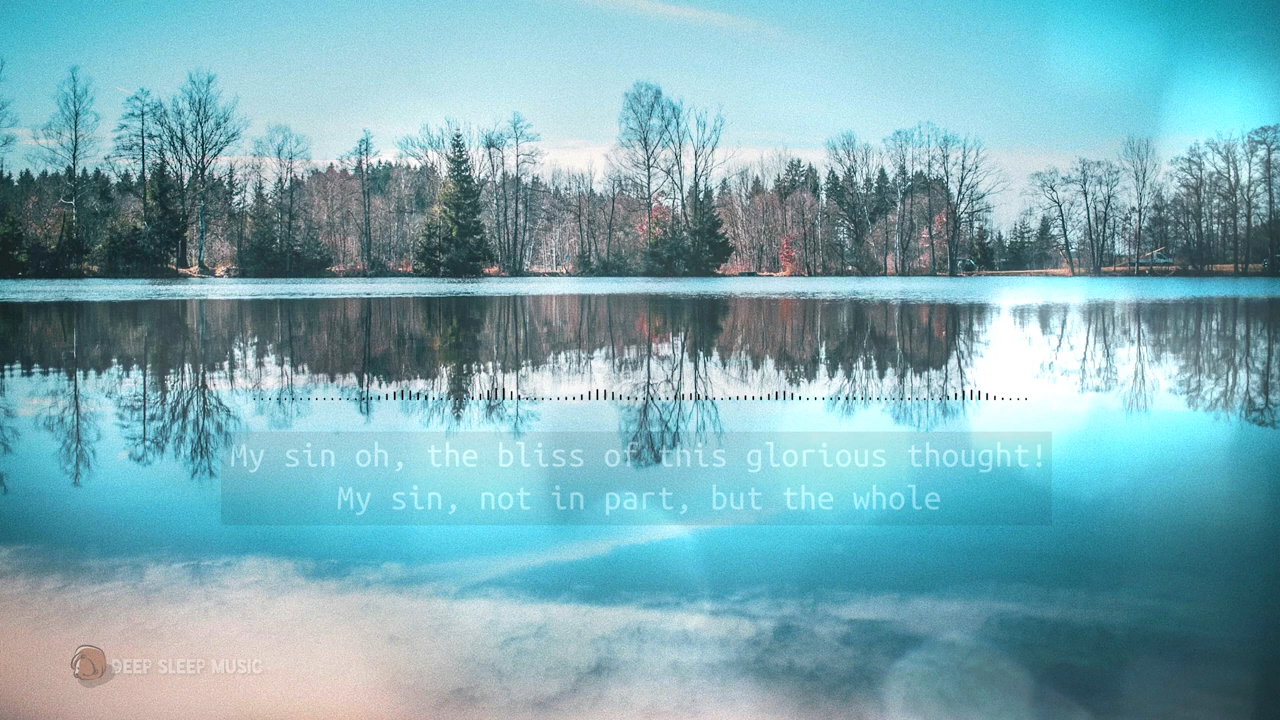 My sin oh, the bliss of this glorious thought!
My sin, not in part, but the whole
DEEP SLEEP MUSIC